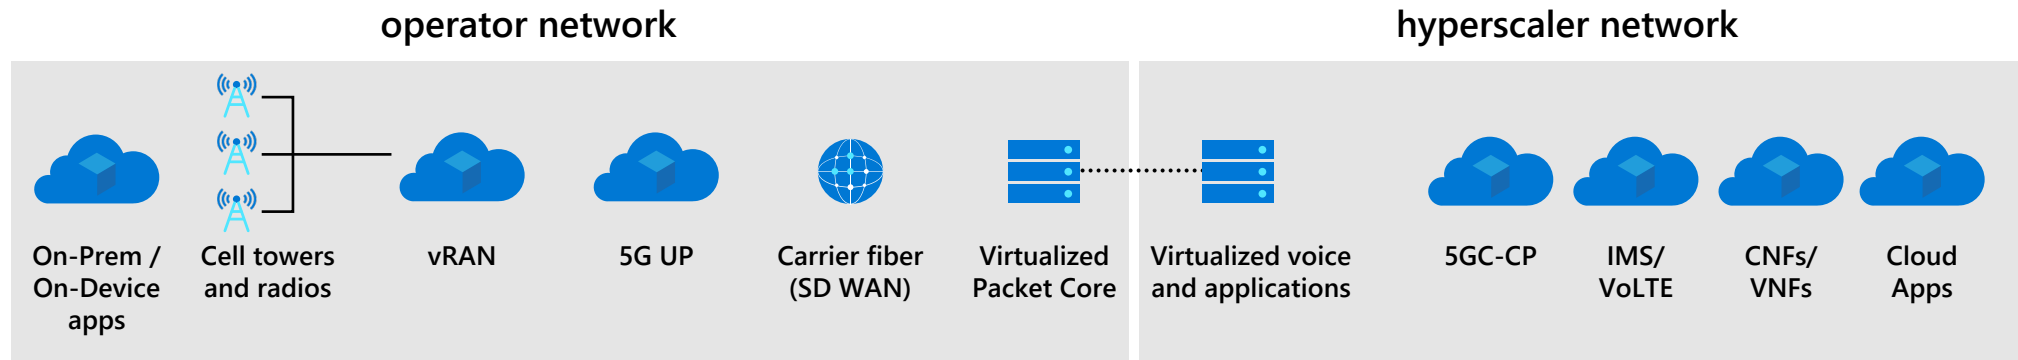 operator network
hyperscaler network
On-Prem /
On-Device
apps
Cell towers
and radios
vRAN
5G UP
Carrier fiber
(SD WAN)
Virtualized
Packet Core
Virtualized voice
and applications
5GC-CP
IMS/
VoLTE
CNFs/
VNFs
Cloud
Apps